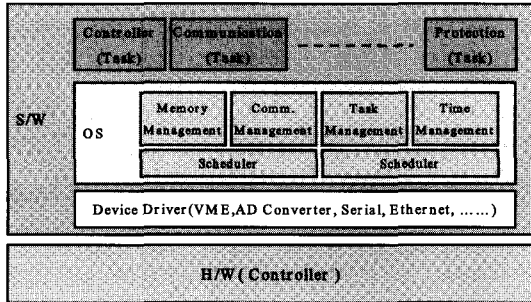 Controller Communication Protection
(Task) (Task) (Task)
S/W
OS
Memory Comm. Task Time
Management Management Management Management
Scheduler Scheduler
Device Driver(VME,AD Converter, Serial, Ethernet, ......)
H/W(Controller)